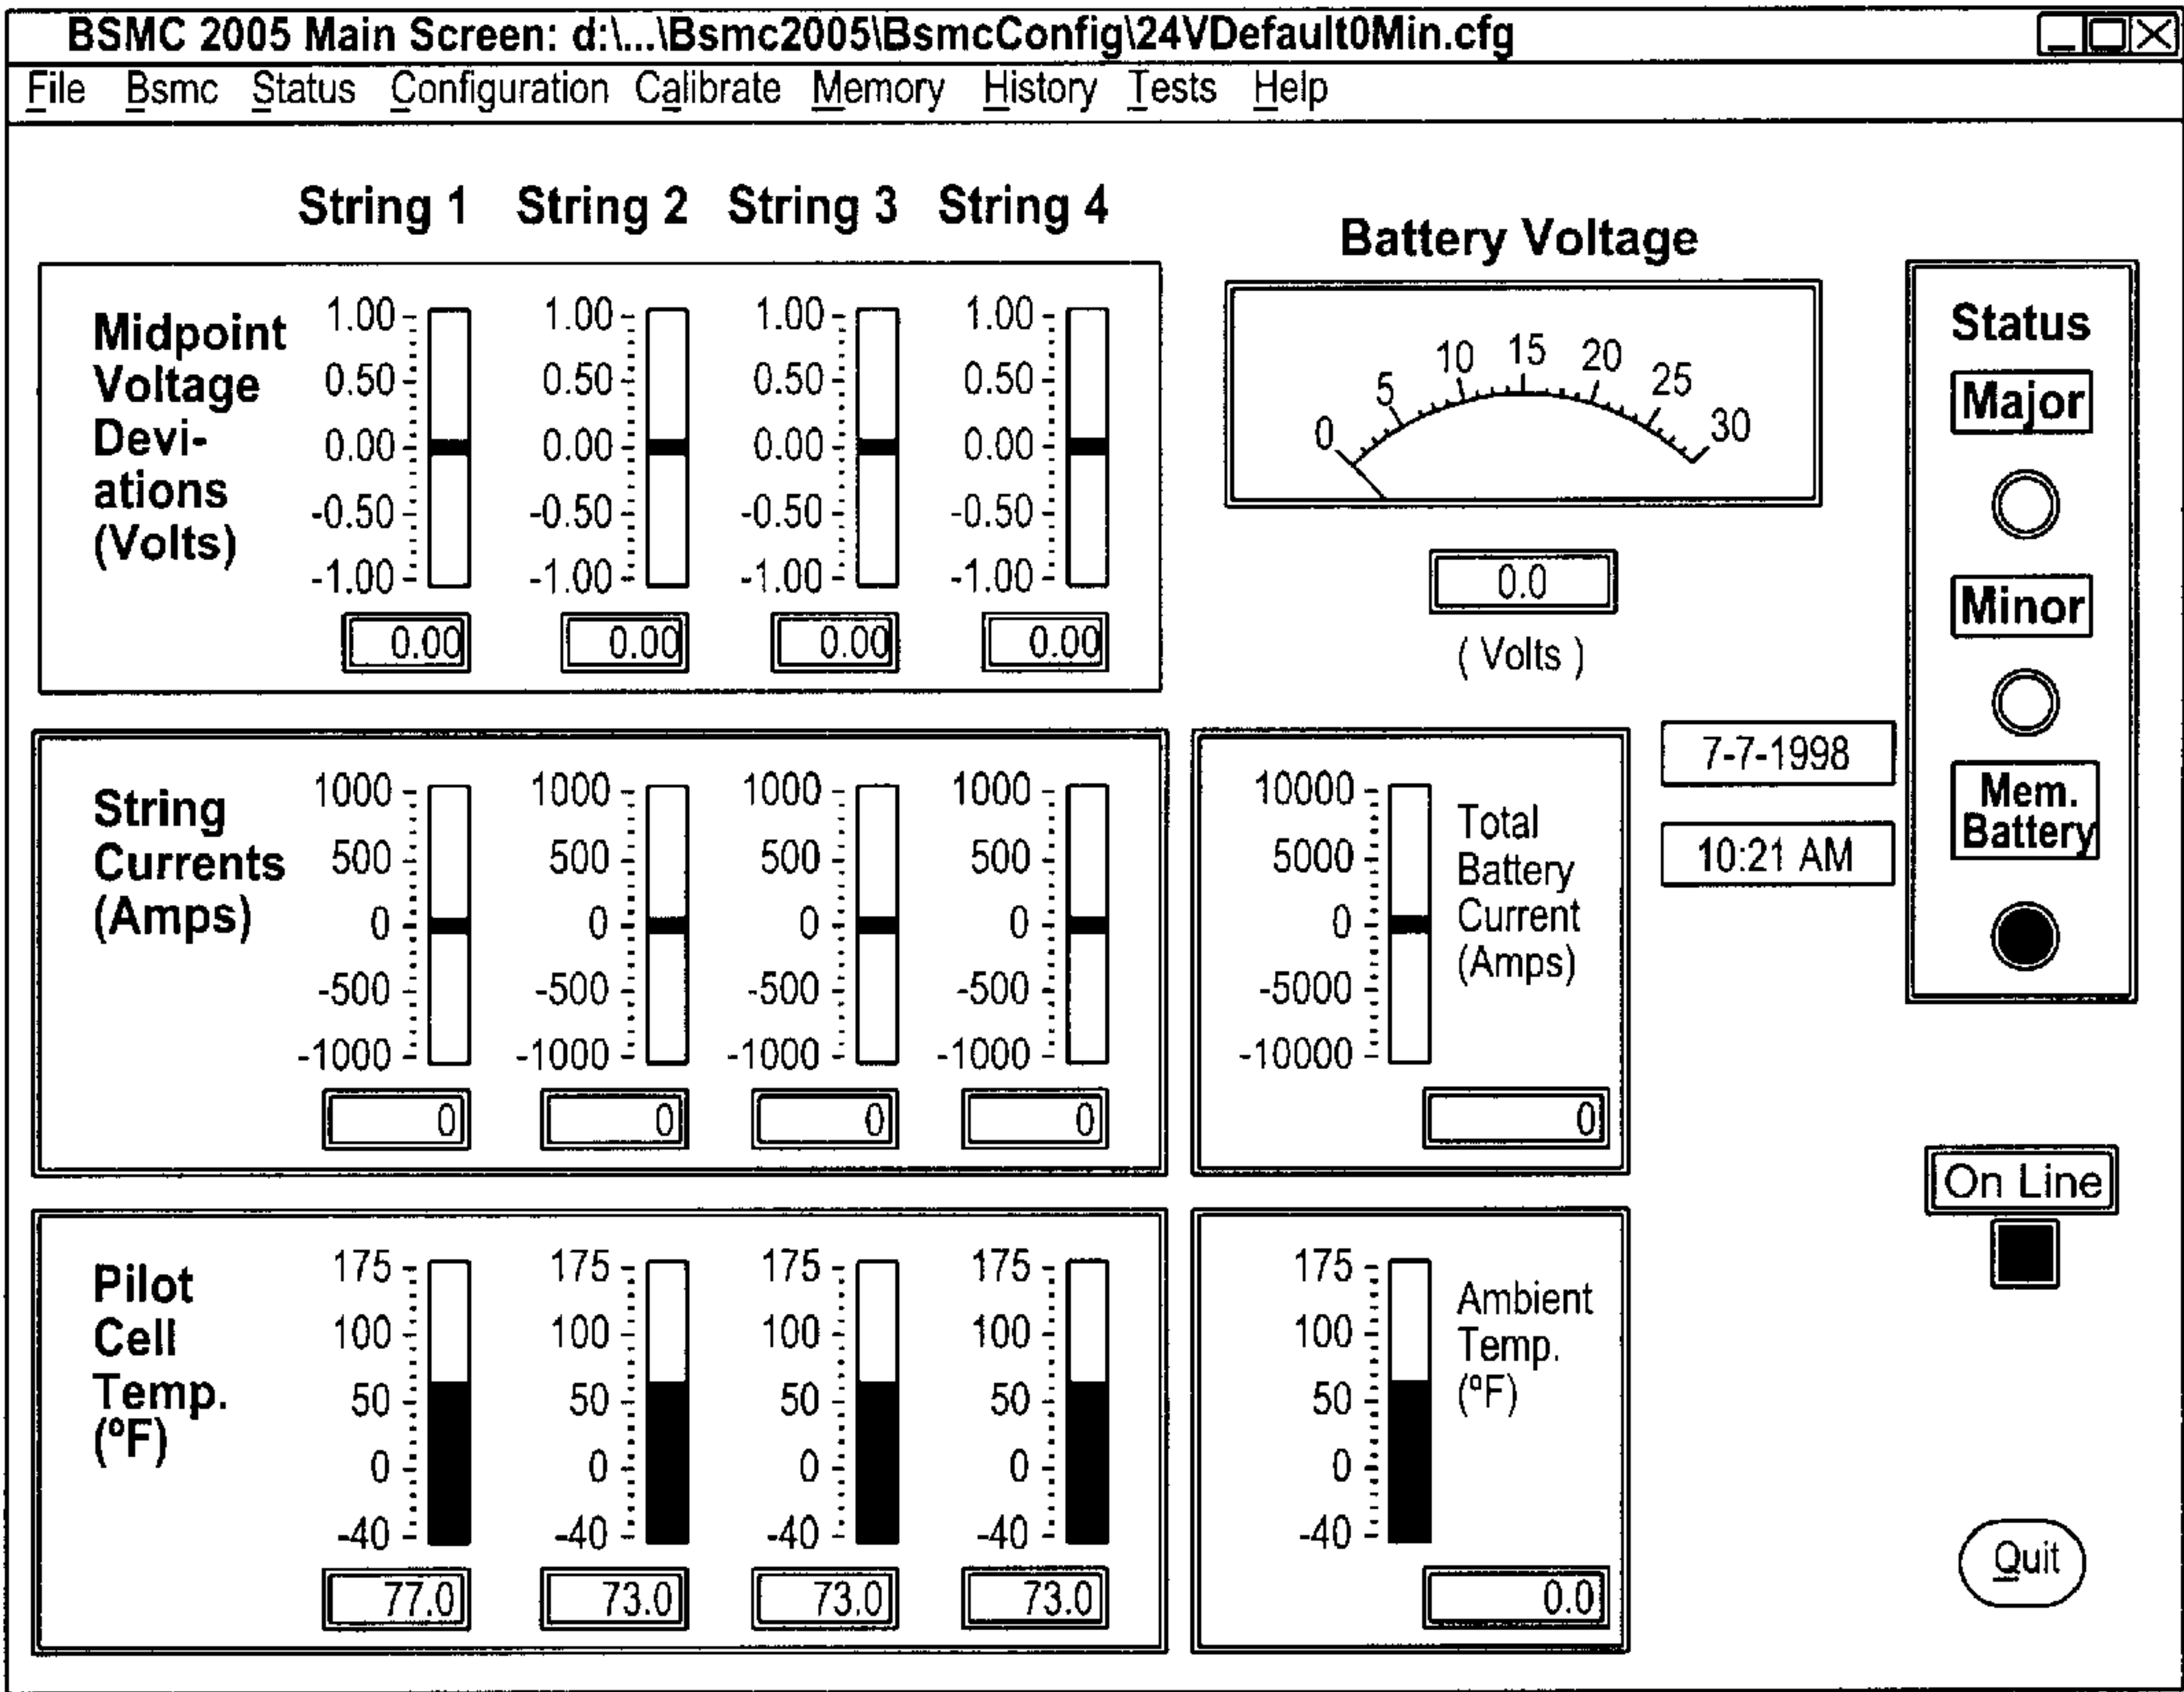 BSMC 2005 Main Screen: d:\...\Bsmc2005\BsmcConfig\24VDefault0Min.cfg
File Bsmc Status Configuration Calibrate Memory History Tests Help
String 1 String 2 String 3 String 4
Midpoint
Voltage
Devi-
ations
(Volts)
1.00 1.00 1.00 1.00
0.50 0.50 0.50 0.50
0.00 0.00 0.00 0.00
-0.50 -0.50 -0.50 -0.50
-1.00 -1.00 -1.00 -1.00
0.00 0.00 0.00 0.00
Battery Voltage
0 5 10 15 20 25 30
0.0
( Volts )
Status
Major
Minor
Mem.
Battery
7-7-1998
10:21 AM
String
Currents
(Amps)
1000 1000 1000 1000
500 500 500 500
0 0 0 0
-500 -500 -500 -500
-1000 -1000 -1000 -1000
0 0 0 0
10000
5000
0
-5000
-10000
Total
Battery
Current
(Amps)
0
On Line
Pilot
Cell
Temp.
(ºF)
175 175 175 175
100 100 100 100
50 50 50 50
0 0 0 0
-40 -40 -40 -40
77.0 73.0 73.0 73.0
175
100
50
0
-40
Ambient
Temp.
(ºF)
0.0
Quit